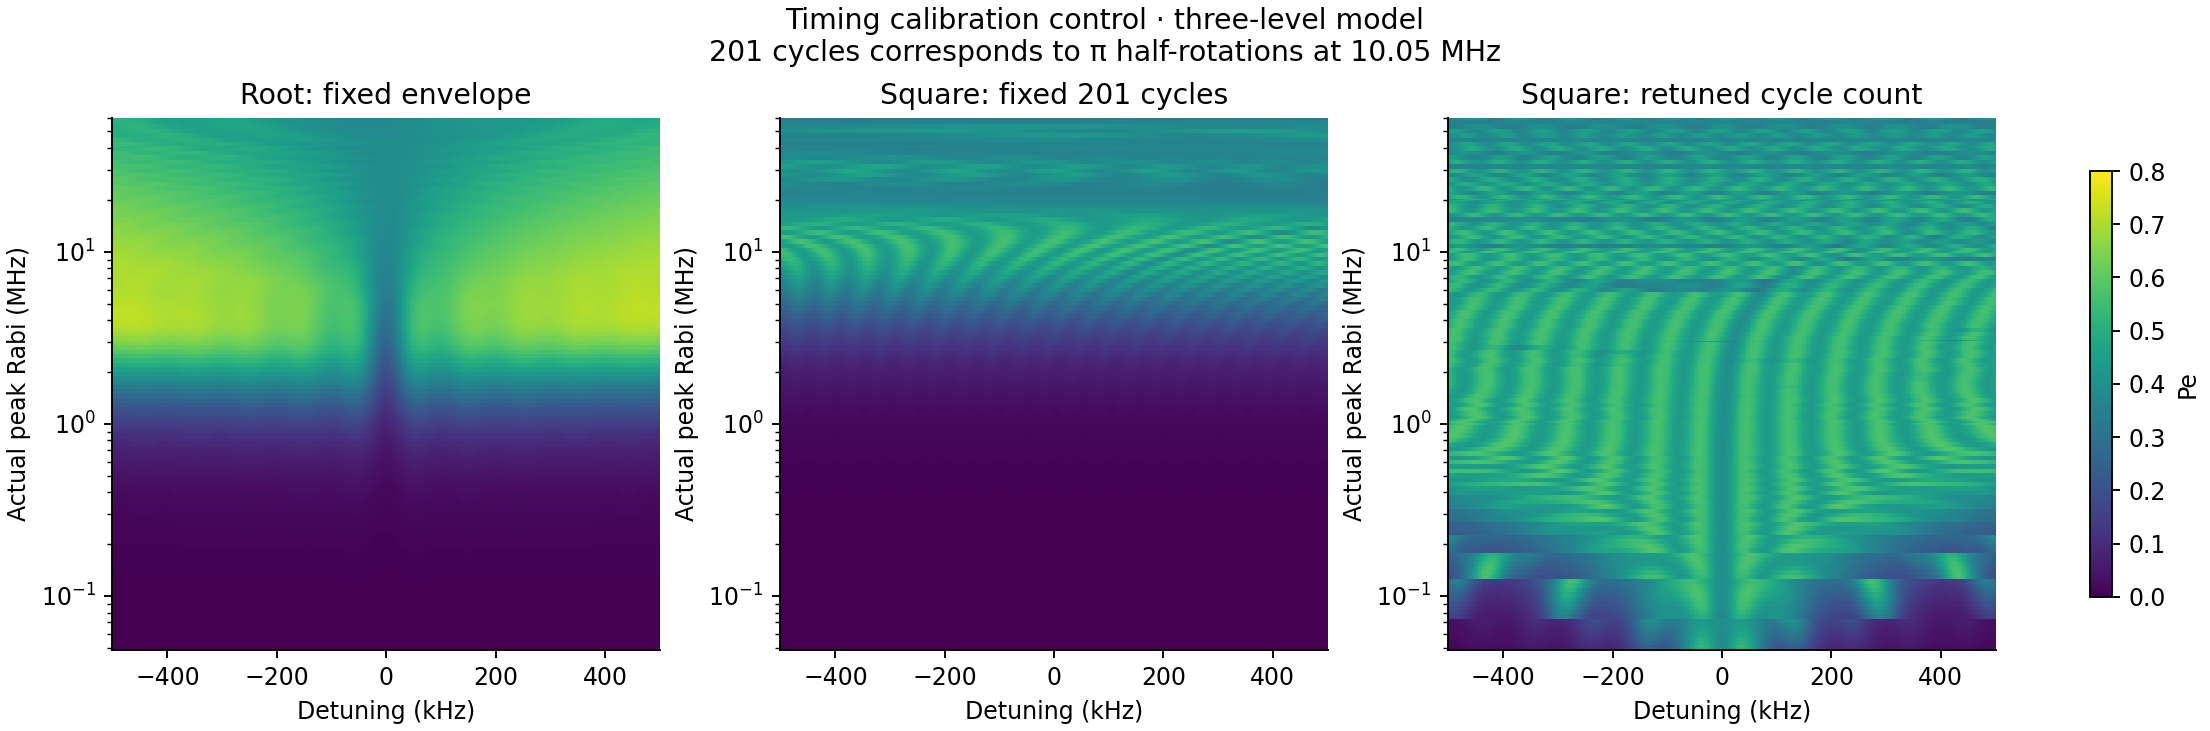 Timing calibration control · three-level model
201 cycles corresponds to π half-rotations at 10.05 MHz
Root: fixed envelope
Square: fixed 201 cycles
Square: retuned cycle count
Actual peak Rabi (MHz)
10¹
10⁰
10⁻¹
−400
−200
0
200
400
Detuning (kHz)
Actual peak Rabi (MHz)
10¹
10⁰
10⁻¹
−400
−200
0
200
400
Detuning (kHz)
Actual peak Rabi (MHz)
10¹
10⁰
10⁻¹
−400
−200
0
200
400
Detuning (kHz)
0.8
0.7
0.6
0.5
0.4
0.3
0.2
0.1
0.0
Pe